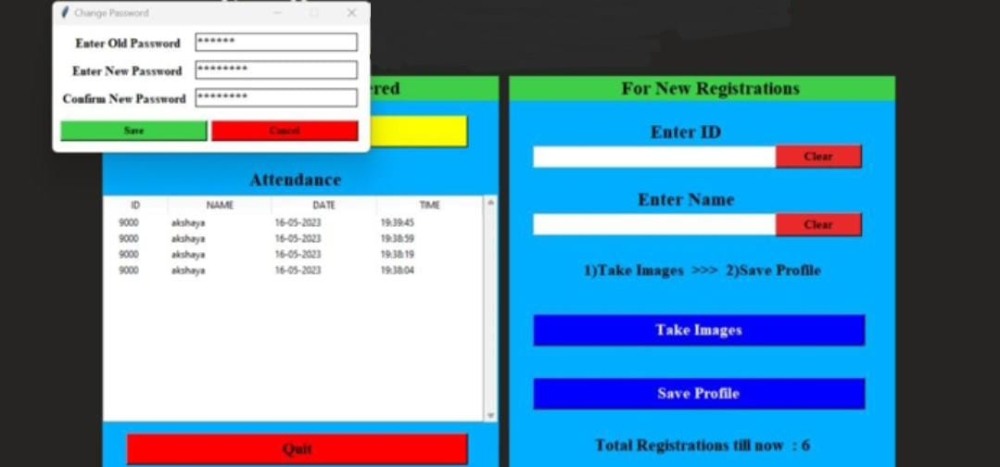 Change Password
Enter Old Password ******
Enter New Password ********
Confirm New Password ********
Save Cancel
ered
Attendance
ID NAME DATE TIME
9000 akshaya 16-05-2023 19:39:45
9000 akshaya 16-05-2023 19:38:59
9000 akshaya 16-05-2023 19:38:19
9000 akshaya 16-05-2023 19:38:04
Quit
For New Registrations
Enter ID
Clear
Enter Name
Clear
1)Take Images >>> 2)Save Profile
Take Images
Save Profile
Total Registrations till now : 6